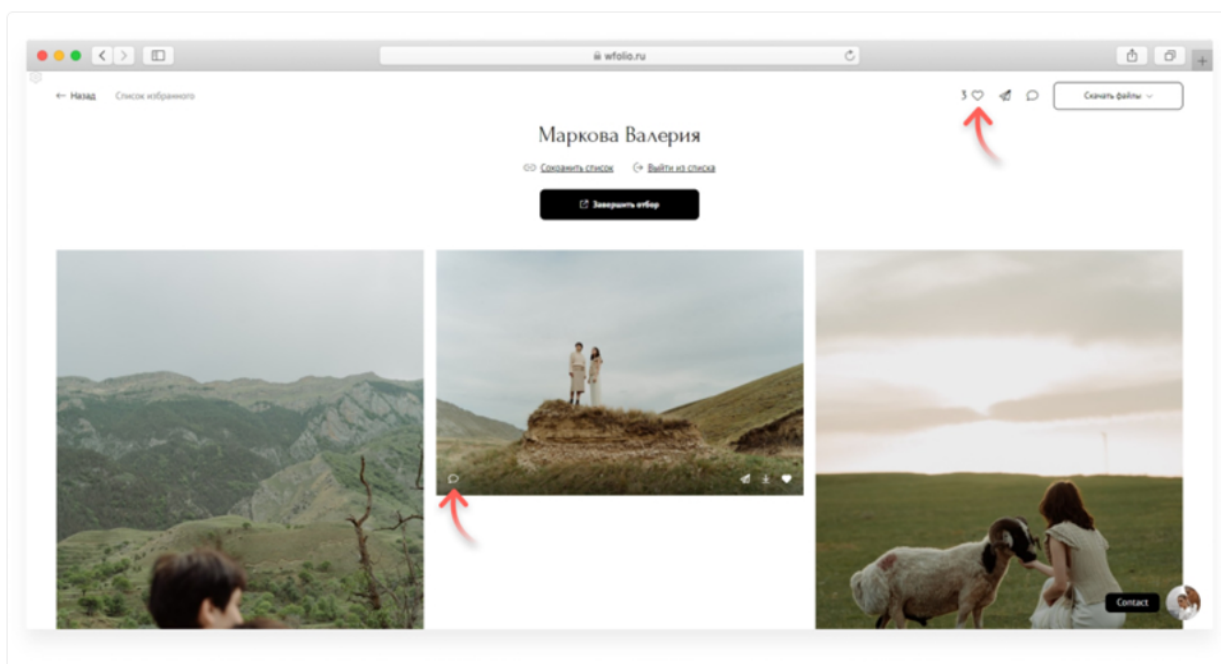 wfolio.ru
← Назад Список избранного
3
Скачать файлы
Маркова Валерия
Сохранить список Выйти из списка
Завершить отбор
Contact